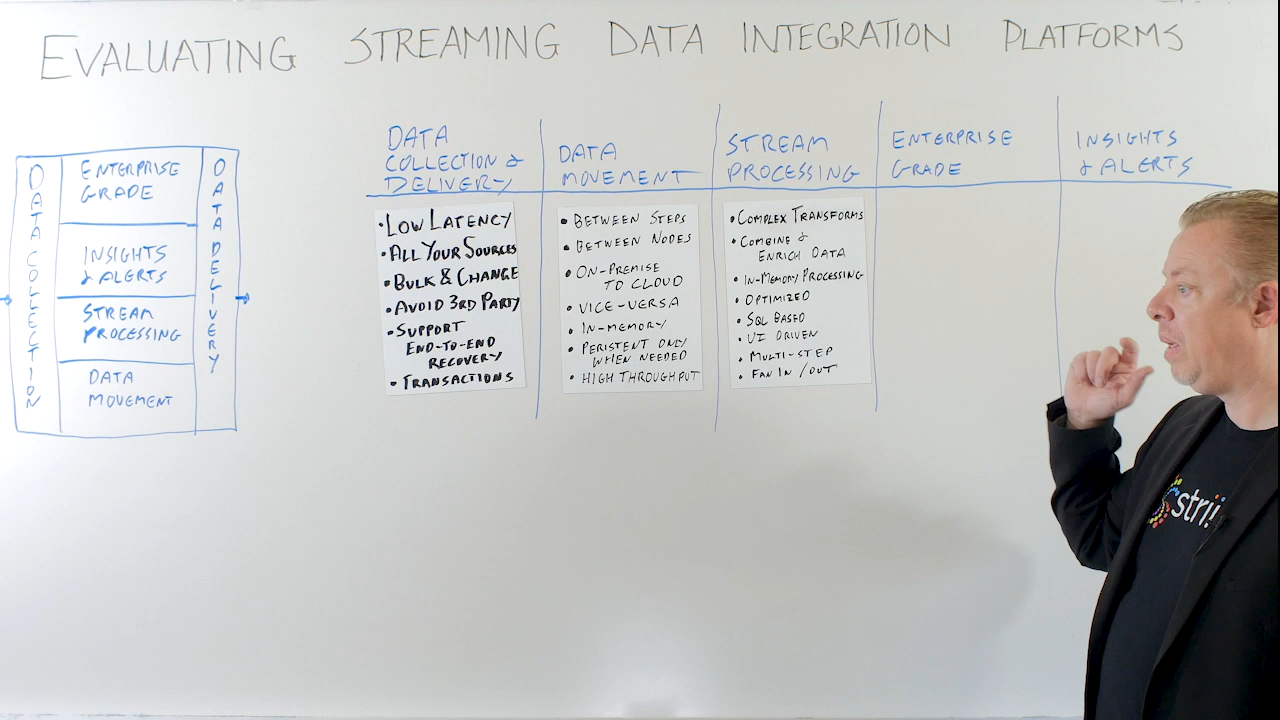 EVALUATING STREAMING DATA INTEGRATION PLATFORMS
DATA COLLECTION
ENTERPRISE
GRADE
INSIGHTS
& ALERTS
STREAM
PROCESSING
DATA
MOVEMENT
DATA DELIVERY
DATA
COLLECTION &
DELIVERY
• LOW LATENCY
• ALL YOUR SOURCES
• BULK & CHANGE
• AVOID 3RD PARTY
• SUPPORT
END-TO-END
RECOVERY
• TRANSACTIONS
DATA
MOVEMENT
• BETWEEN STEPS
• BETWEEN NODES
• ON-PREMISE
TO CLOUD
• VICE-VERSA
• IN-MEMORY
• PERISTENT ONLY
WHEN NEEDED
• HIGH THROUGHPUT
STREAM
PROCESSING
• COMPLEX TRANSFORMS
• COMBINE &
ENRICH DATA
• IN-MEMORY PROCESSING
• OPTIMIZED
• SQL BASED
• UI DRIVEN
• MULTI-STEP
• FAN IN / OUT
ENTERPRISE
GRADE
INSIGHTS
& ALERTS